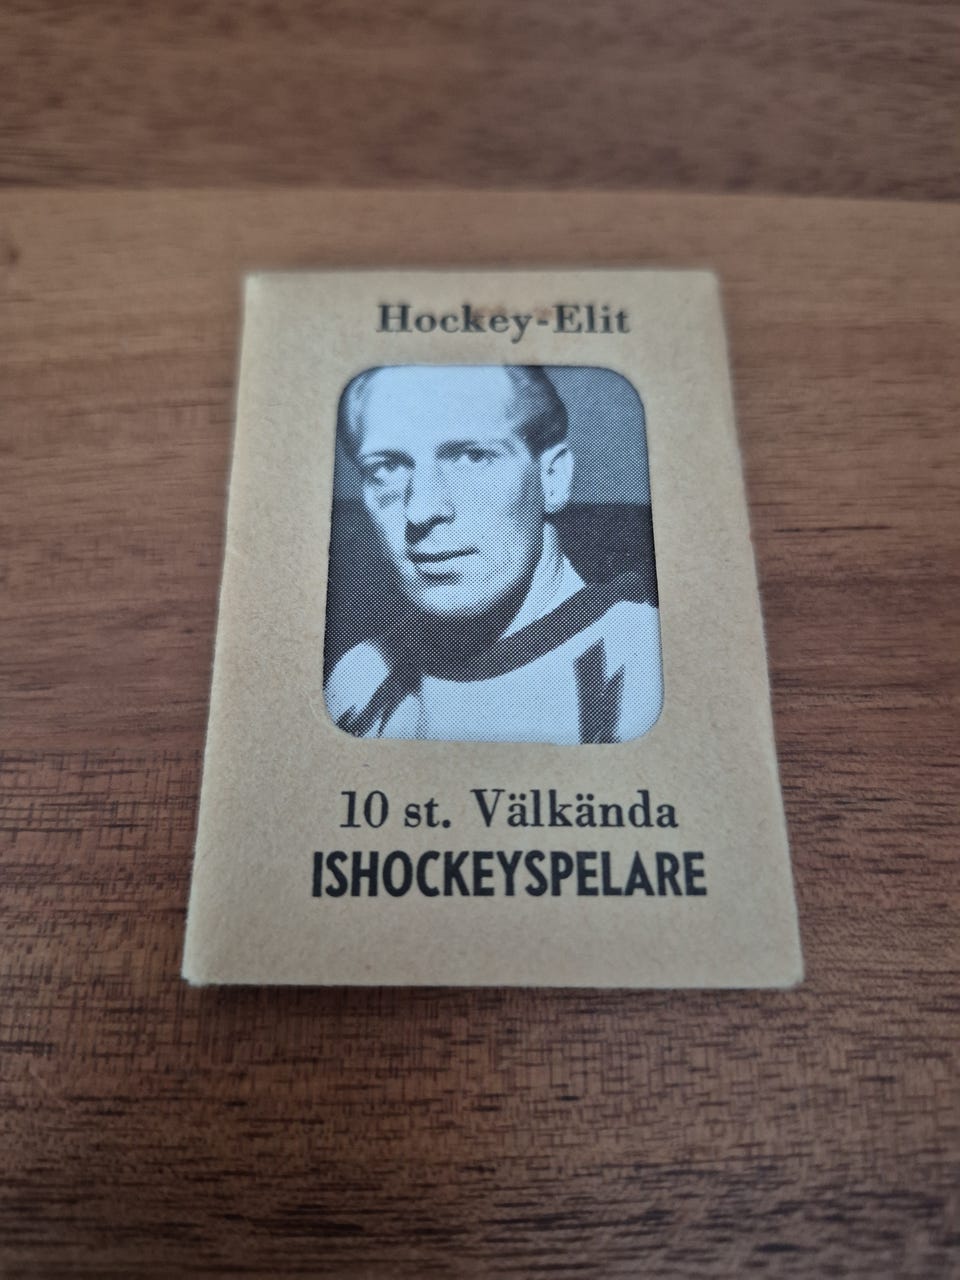 Hockey-Elit
10 st. Välkända
ISHOCKEYSPELARE